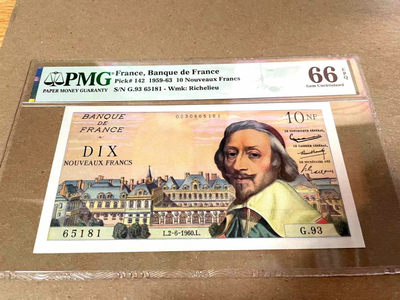 PMG
PAPER MONEY GUARANTY
France, Banque de France
Pick# 142 1959-63 10 Nouveaux Francs
S/N G.93 65181 - Wmk: Richelieu
66 EPQ
Gem Uncirculated
BANQUE
DE
FRANCE
10 NF
DIX
NOUVEAUX FRANCS
65181
L.2-6-1960.L.
G.93